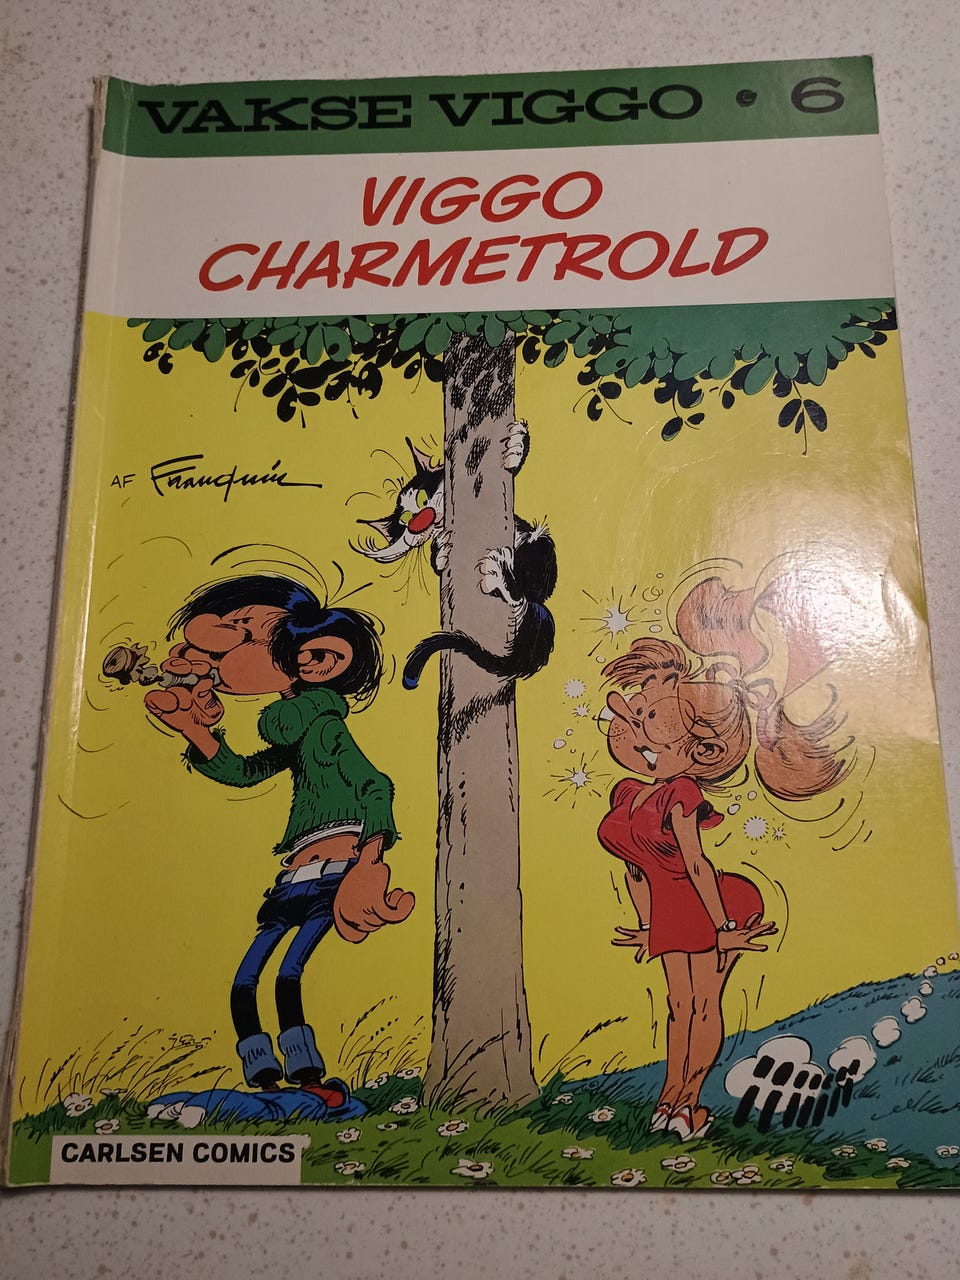 VAKSE VIGGO • 6
VIGGO
CHARMETROLD
AF Franquin
CARLSEN COMICS